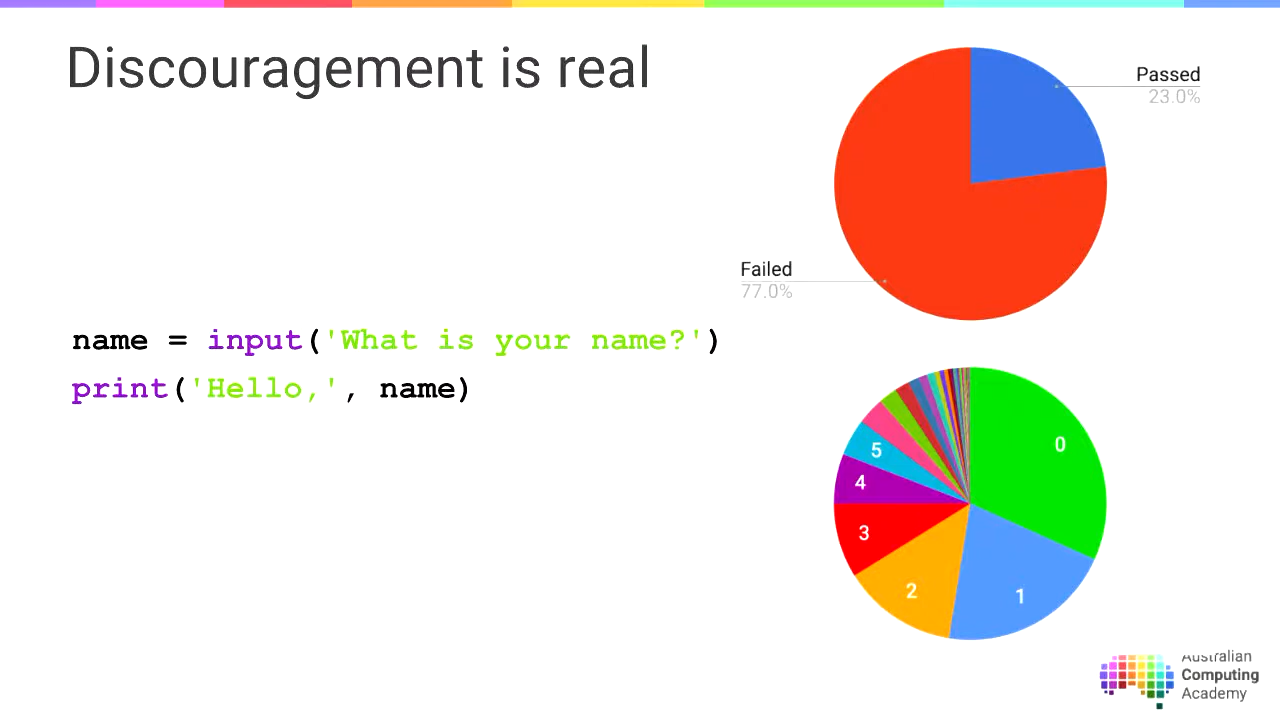 Discouragement is real
Passed
23.0%
Failed
77.0%
name = input('What is your name?')
print('Hello,', name)
0
5
4
3
2
1
Australian
Computing
Academy